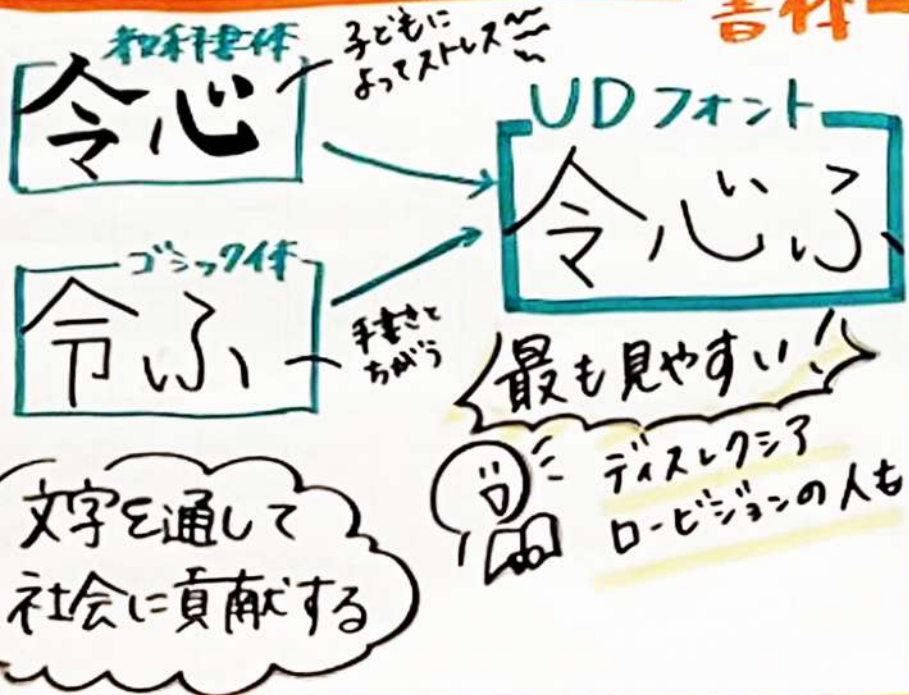 書体
教科書体
令心
子どもに
よってストレス
UDフォント
令心ふ
ゴシック体
令ふ
手書きと
ちがう
最も見やすい!
ディスレクシア
ロービジョンの人も
文字を通して
社会に貢献する